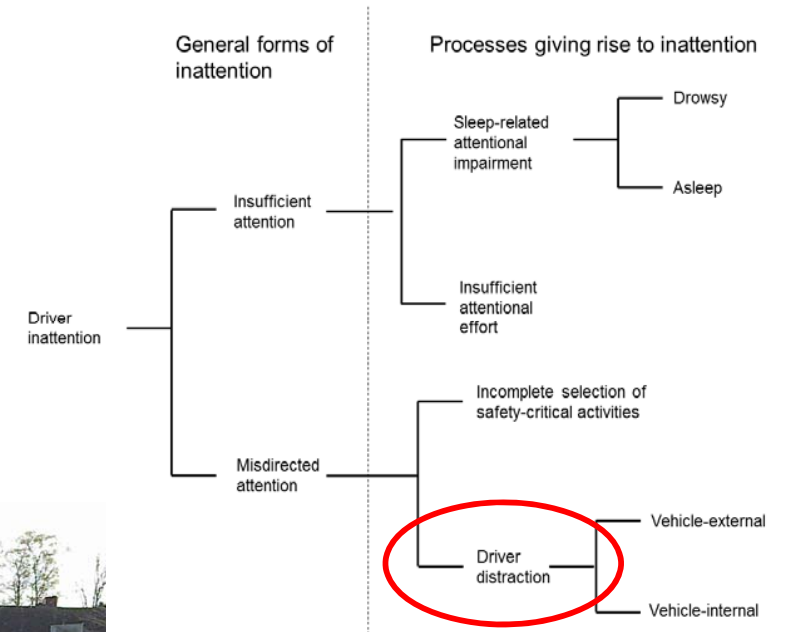 General forms of
inattention
Processes giving rise to inattention
Drowsy
Sleep-related
attentional
impairment
Asleep
Insufficient
attention
Insufficient
attentional
effort
Driver
inattention
Incomplete selection of
safety-critical activities
Misdirected
attention
Vehicle-external
Driver
distraction
Vehicle-internal